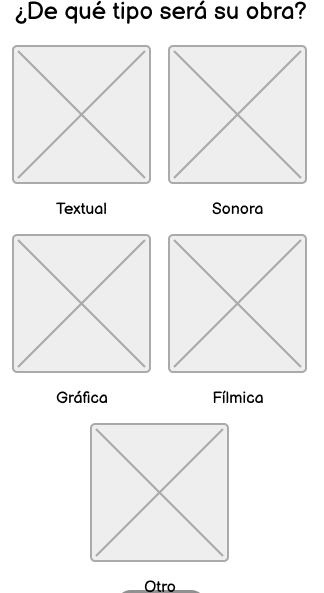 ¿De qué tipo será su obra?
Textual
Sonora
Gráfica
Fílmica
Otro